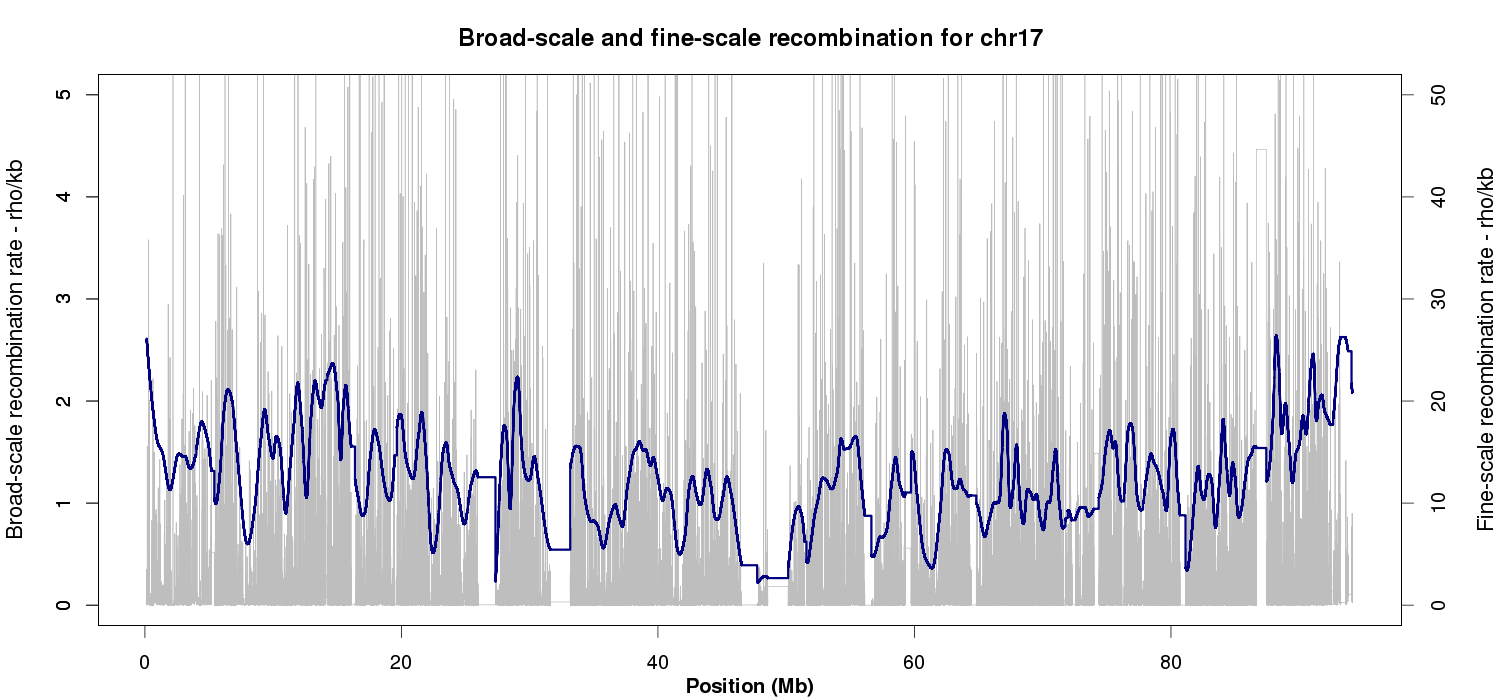 Broad-scale and fine-scale recombination for chr17
Broad-scale recombination rate - rho/kb
5
4
3
2
1
0
50
40
30
20
10
0
Fine-scale recombination rate - rho/kb
0 20 40 60 80
Position (Mb)